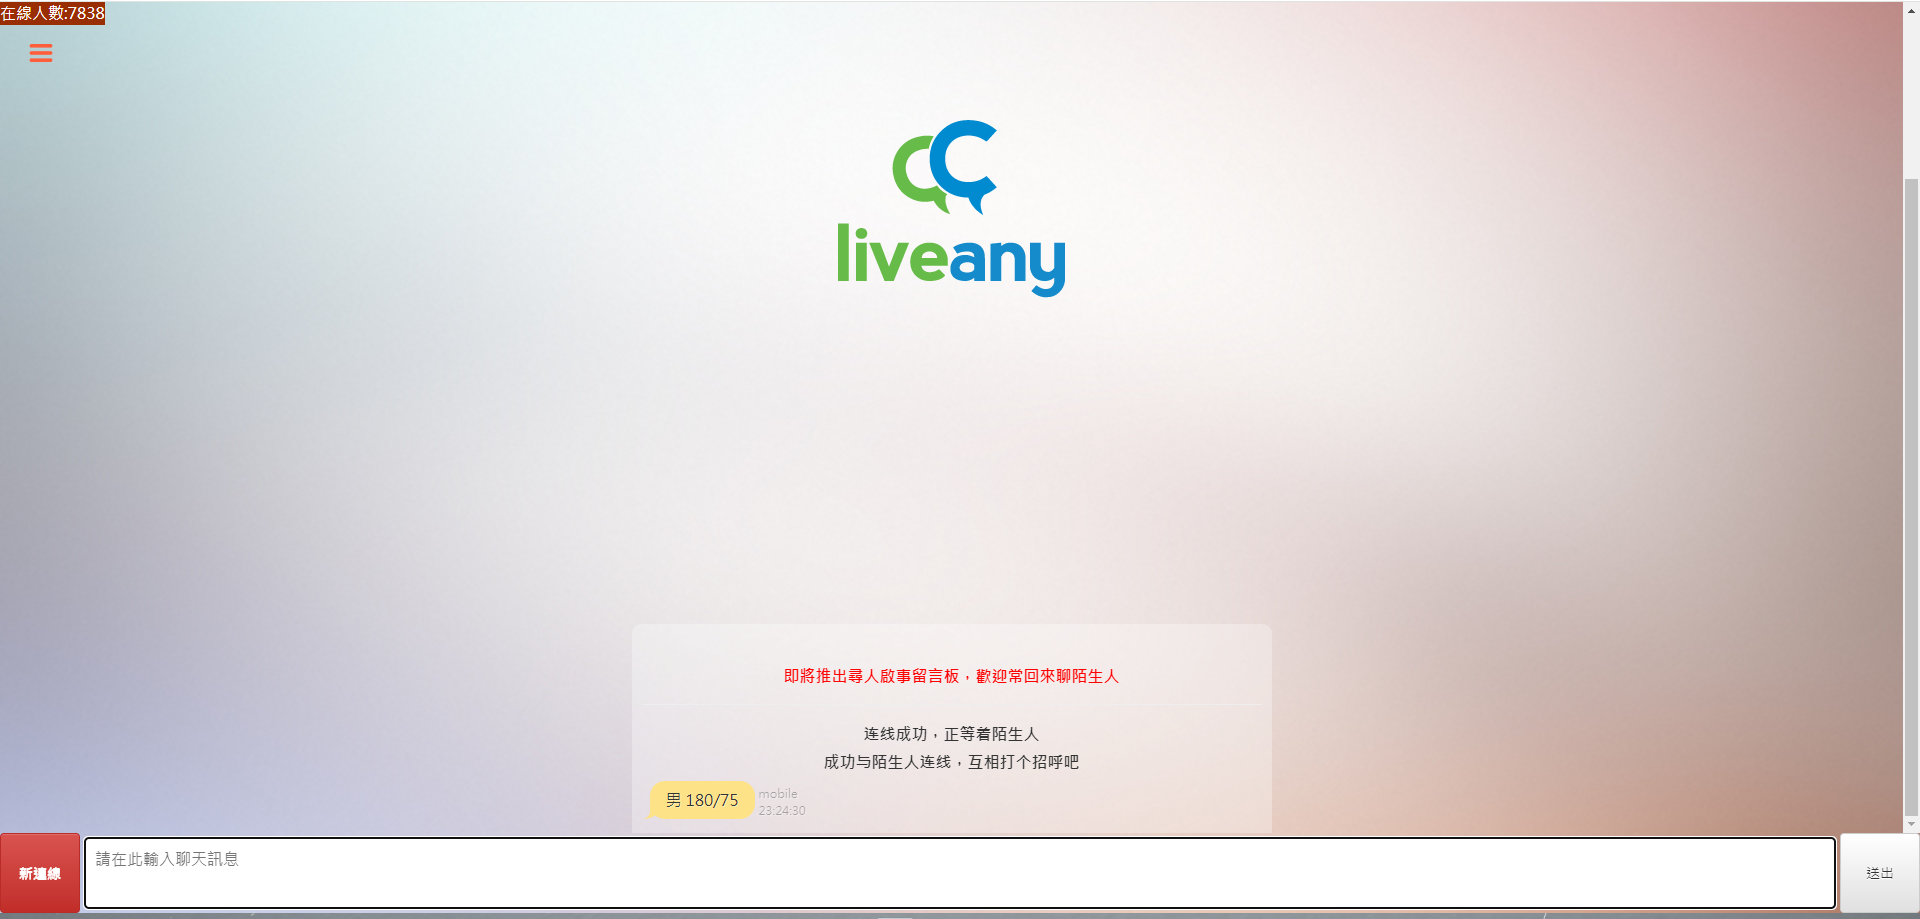 在線人數:7838
liveany
即將推出尋人啟事留言板，歡迎常回來聊陌生人
连线成功，正等着陌生人
成功与陌生人连线，互相打个招呼吧
男 180/75
mobile
23:24:30
新連線
請在此輸入聊天訊息
送出